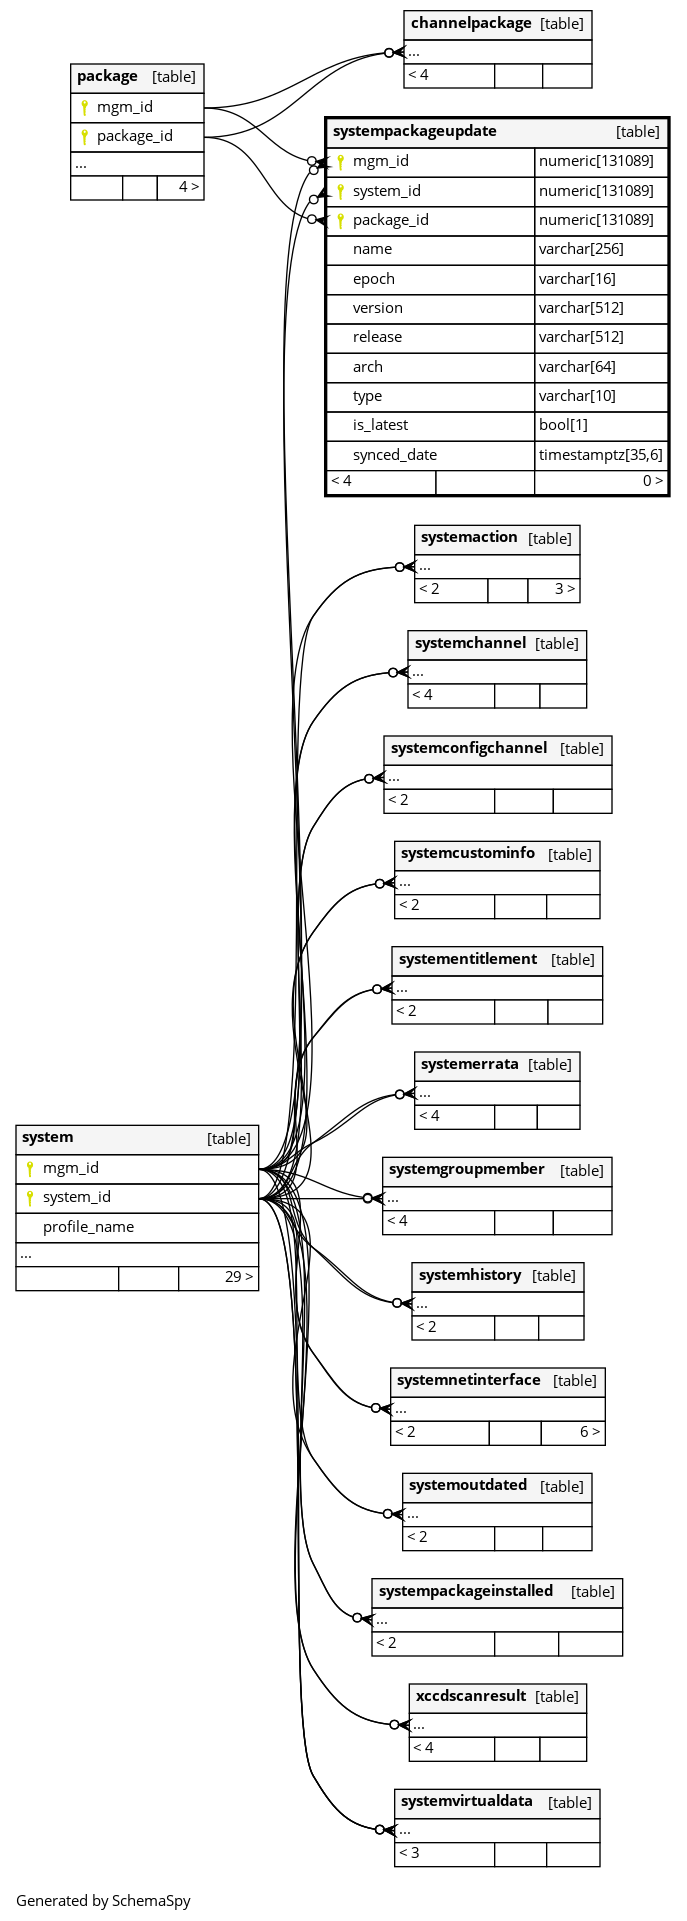 channelpackage [table]
...
< 4
package [table]
mgm_id
package_id
...
4 >
systempackageupdate [table]
mgm_id numeric[131089]
system_id numeric[131089]
package_id numeric[131089]
name varchar[256]
epoch varchar[16]
version varchar[512]
release varchar[512]
arch varchar[64]
type varchar[10]
is_latest bool[1]
synced_date timestamptz[35,6]
< 4 0 >
systemaction [table]
...
< 2 3 >
systemchannel [table]
...
< 4
systemconfigchannel [table]
...
< 2
systemcustominfo [table]
...
< 2
systementitlement [table]
...
< 2
systemerrata [table]
...
< 4
system [table]
mgm_id
system_id
profile_name
...
29 >
systemgroupmember [table]
...
< 4
systemhistory [table]
...
< 2
systemnetinterface [table]
...
< 2 6 >
systemoutdated [table]
...
< 2
systempackageinstalled [table]
...
< 2
xccdscanresult [table]
...
< 4
systemvirtualdata [table]
...
< 3
Generated by SchemaSpy